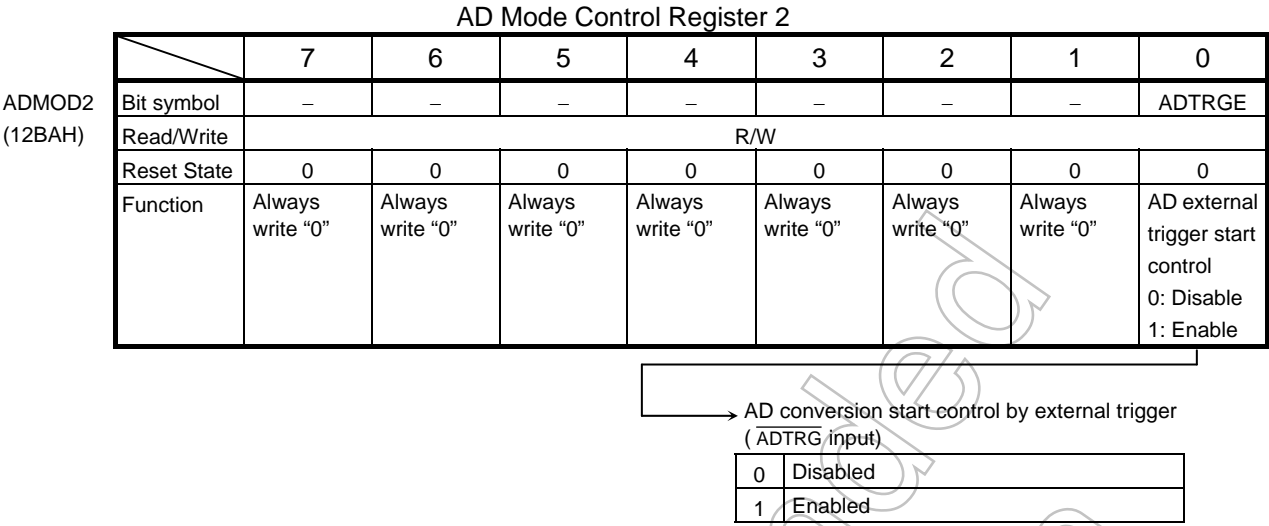 AD Mode Control Register 2
7 6 5 4 3 2 1 0
ADMOD2 Bit symbol − − − − − − − ADTRGE
(12BAH) Read/Write R/W
Reset State 0 0 0 0 0 0 0 0
Function Always Always Always Always Always Always Always AD external
write “0” write “0” write “0” write “0” write “0” write “0” write “0” trigger start
control
0: Disable
1: Enable
AD conversion start control by external trigger
( ADTRG input)
0 Disabled
1 Enabled